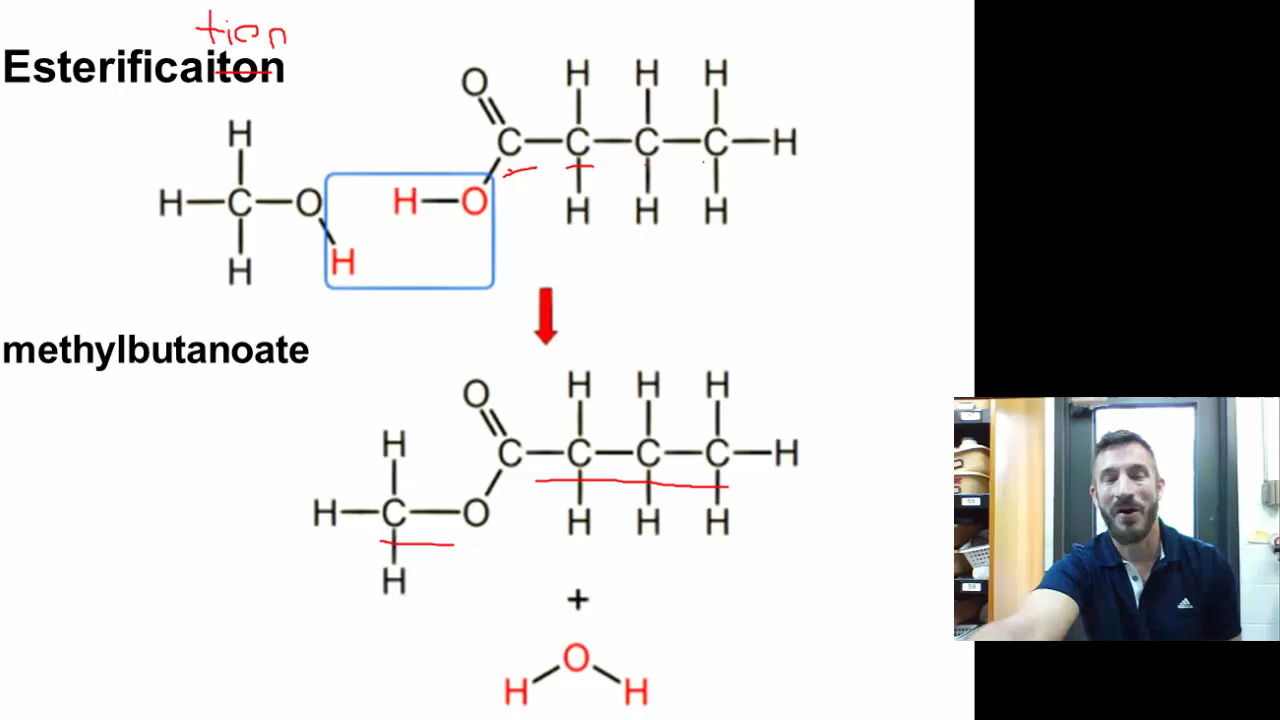 tion
Esterificaiton
O H H H
H C C C C H
H C O H O
H H H H H
methylbutanoate
O H H H
H C C C C H
H C O H H H
H
+
O
H H